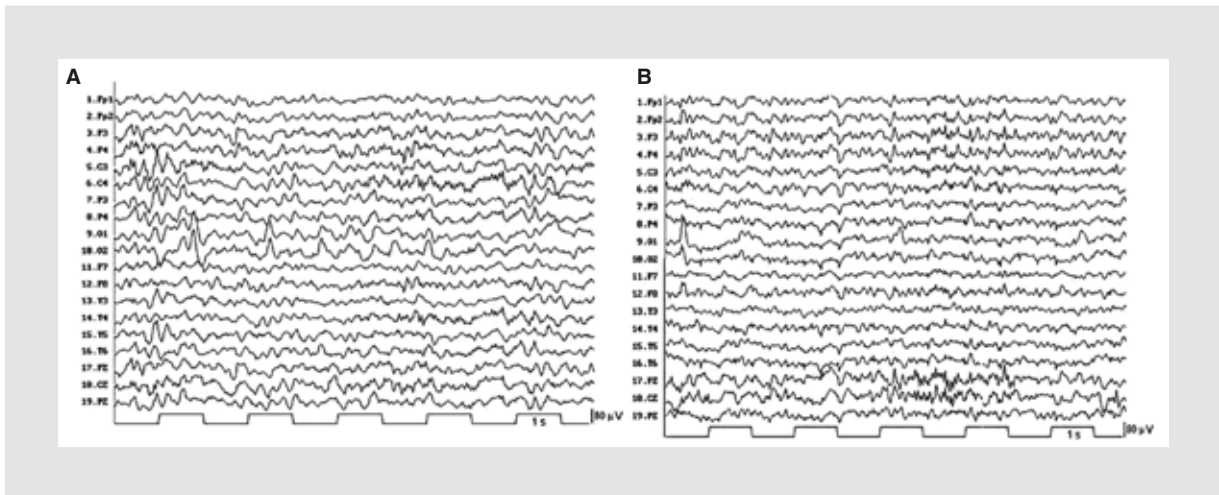 A
1.Fp1
2.Fp2
3.F3
4.F4
5.C3
6.C4
7.P3
8.P4
9.O1
10.O2
11.F7
12.F8
13.T3
14.T4
15.T5
16.T6
17.FZ
18.CZ
19.PZ
1 s
80 µV
B
1.Fp1
2.Fp2
3.F3
4.F4
5.C3
6.C4
7.P3
8.P4
9.O1
10.O2
11.F7
12.F8
13.T3
14.T4
15.T5
16.T6
17.FZ
18.CZ
19.PZ
1 s
80 µV